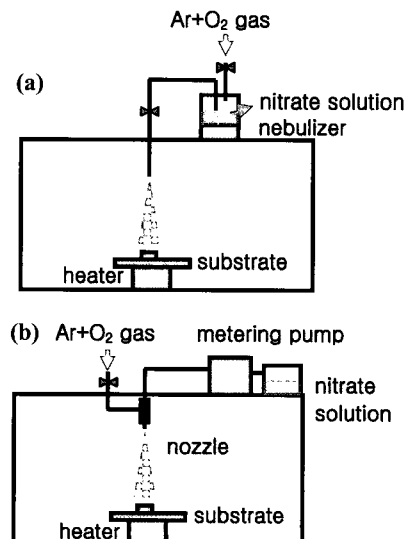 Ar+O₂ gas
(a)
nitrate solution
nebulizer
substrate
heater
(b)
Ar+O₂ gas
metering pump
nitrate
solution
nozzle
substrate
heater